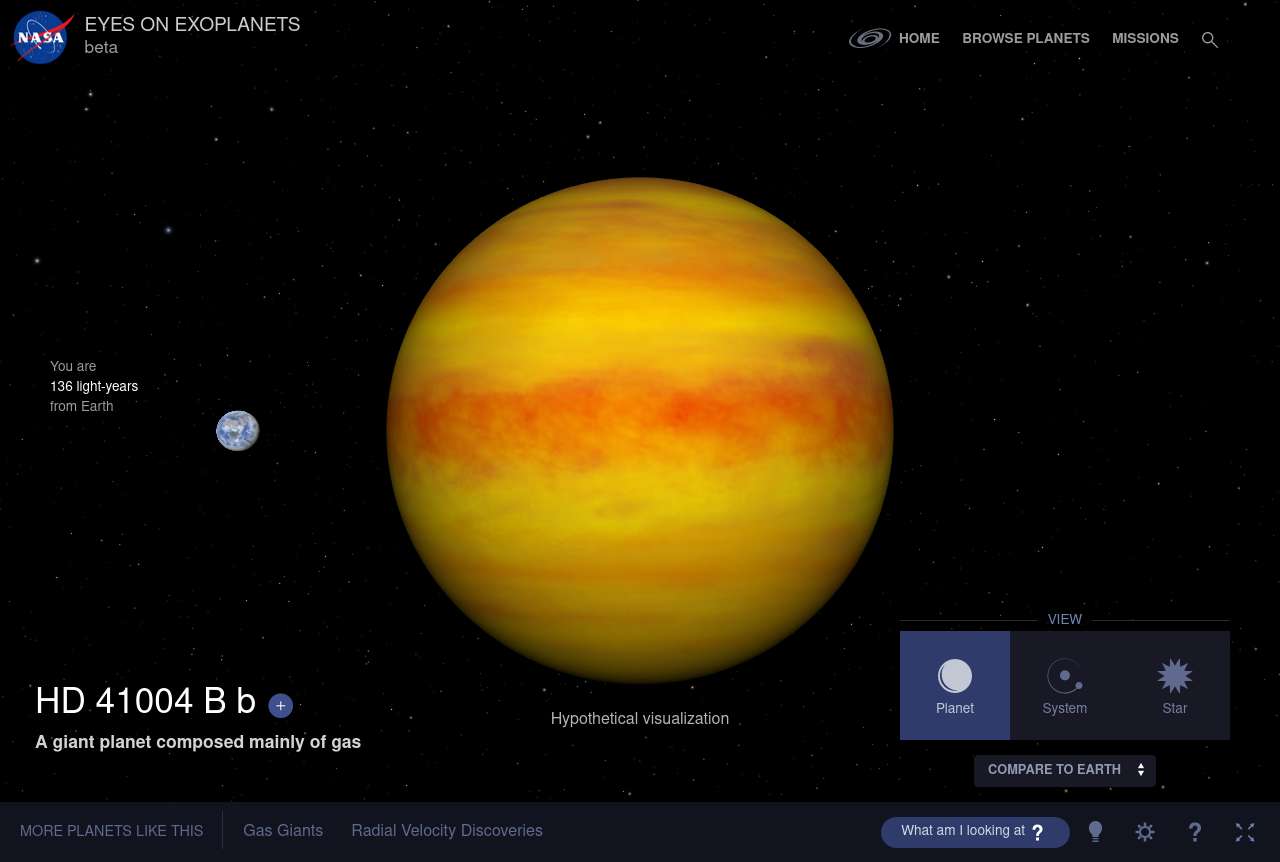 NASA
EYES ON EXOPLANETS
beta
HOME
BROWSE PLANETS
MISSIONS
You are
136 light-years
from Earth
HD 41004 B b +
A giant planet composed mainly of gas
Hypothetical visualization
VIEW
Planet
System
Star
COMPARE TO EARTH
MORE PLANETS LIKE THIS
Gas Giants
Radial Velocity Discoveries
What am I looking at ?
?